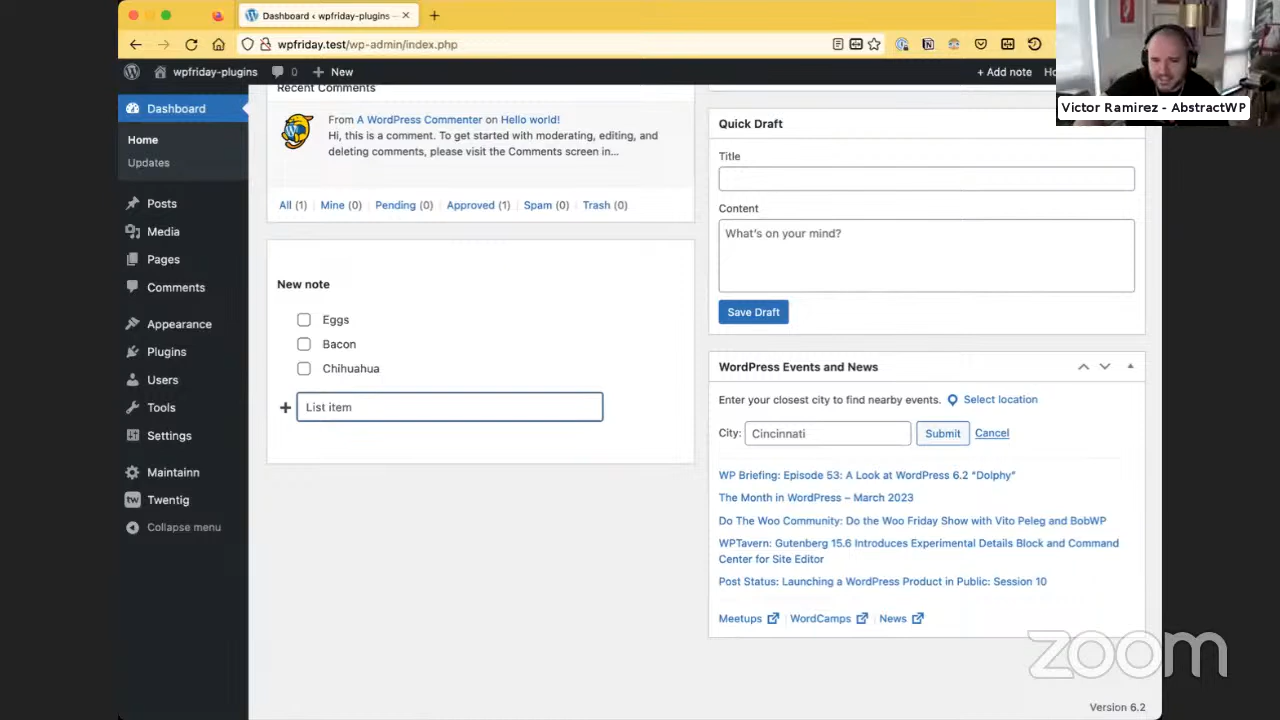 Dashboard ‹ wpfriday-plugins —
wpfriday.test/wp-admin/index.php
wpfriday-plugins 0 New
+ Add note
Victor Ramirez - AbstractWP
Dashboard
Home
Updates
Posts
Media
Pages
Comments
Appearance
Plugins
Users
Tools
Settings
Maintainn
tw Twentig
Collapse menu
Recent Comments
From A WordPress Commenter on Hello world!
Hi, this is a comment. To get started with moderating, editing, and
deleting comments, please visit the Comments screen in…
All (1) | Mine (0) | Pending (0) | Approved (1) | Spam (0) | Trash (0)
New note
Eggs
Bacon
Chihuahua
+ List item
Quick Draft
Title
Content
What's on your mind?
Save Draft
WordPress Events and News
Enter your closest city to find nearby events. Select location
City: Cincinnati Submit Cancel
WP Briefing: Episode 53: A Look at WordPress 6.2 "Dolphy"
The Month in WordPress – March 2023
Do The Woo Community: Do the Woo Friday Show with Vito Peleg and BobWP
WPTavern: Gutenberg 15.6 Introduces Experimental Details Block and Command
Center for Site Editor
Post Status: Launching a WordPress Product in Public: Session 10
Meetups | WordCamps | News
zoom
Version 6.2